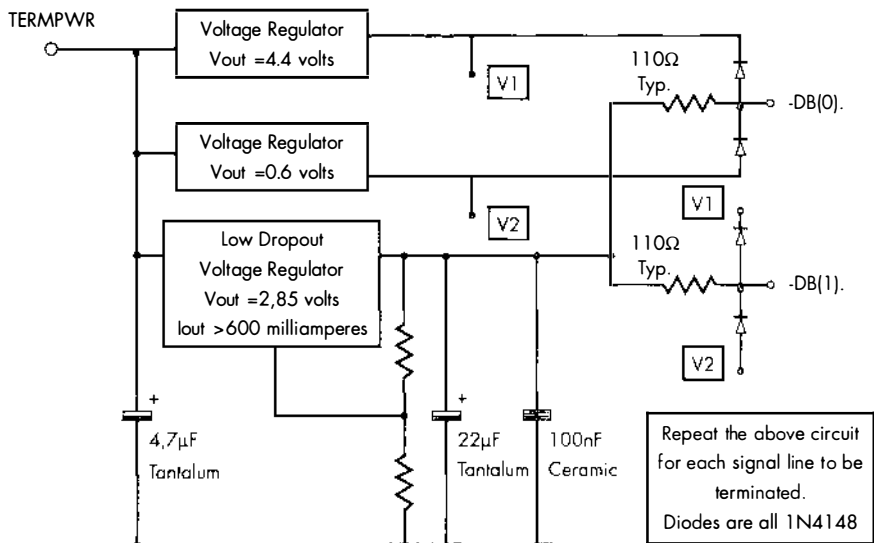 TERMPWR
Voltage Regulator
Vout =4.4 volts
V1
110Ω
Typ.
-DB(0).
Voltage Regulator
Vout =0.6 volts
V2
V1
Low Dropout
Voltage Regulator
Vout =2,85 volts
Iout >600 milliamperes
110Ω
Typ.
-DB(1).
V2
+
4,7µF
Tantalum
+
22µF
Tantalum
100nF
Ceramic
Repeat the above circuit
for each signal line to be
terminated.
Diodes are all 1N4148